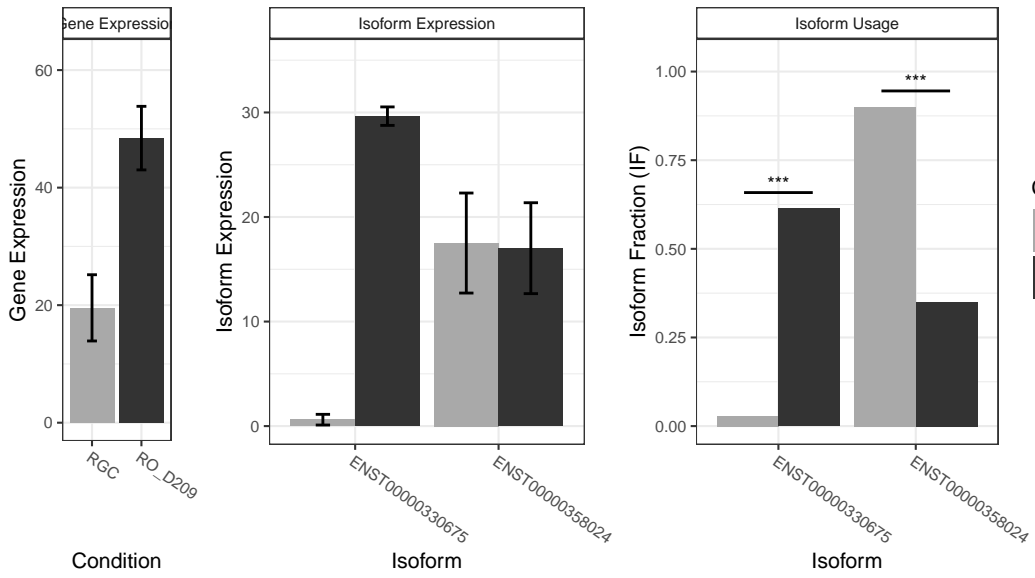 Gene Expression
Isoform Expression
Isoform Usage
Gene Expression
60
40
20
0
RGC
RO_D209
Condition
Isoform Expression
30
20
10
0
ENST00000330675
ENST00000358024
Isoform
Isoform Fraction (IF)
1.00
0.75
0.50
0.25
0.00
***
***
ENST00000330675
ENST00000358024
Isoform